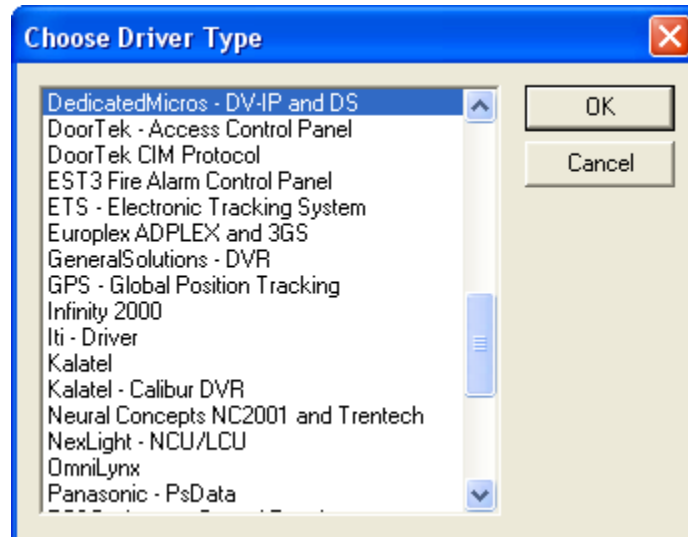 Choose Driver Type
DedicatedMicros - DV-IP and DS
DoorTek - Access Control Panel
DoorTek CIM Protocol
EST3 Fire Alarm Control Panel
ETS - Electronic Tracking System
Europlex ADPLEX and 3GS
GeneralSolutions - DVR
GPS - Global Position Tracking
Infinity 2000
Iti - Driver
Kalatel
Kalatel - Calibur DVR
Neural Concepts NC2001 and Trentech
NexLight - NCU/LCU
OmniLynx
Panasonic - PsData
OK
Cancel